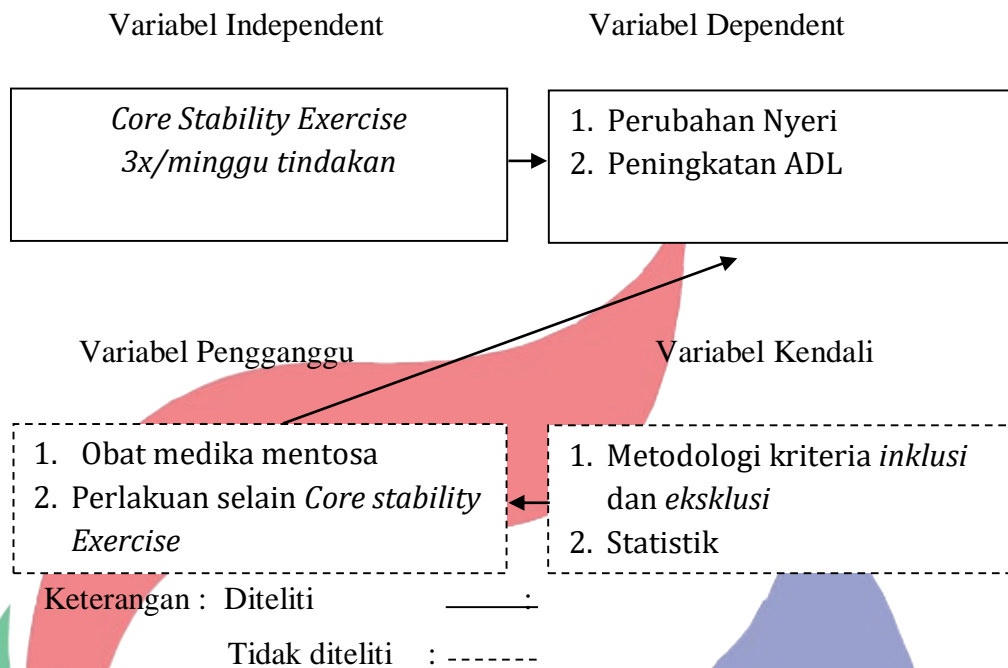 Variabel Independent Variabel Dependent
Core Stability Exercise
3x/minggu tindakan
1. Perubahan Nyeri
2. Peningkatan ADL
Variabel Pengganggu Variabel Kendali
1. Obat medika mentosa
2. Perlakuan selain Core stability
Exercise
1. Metodologi kriteria inklusi
dan eksklusi
2. Statistik
Keterangan : Diteliti :
Tidak diteliti :